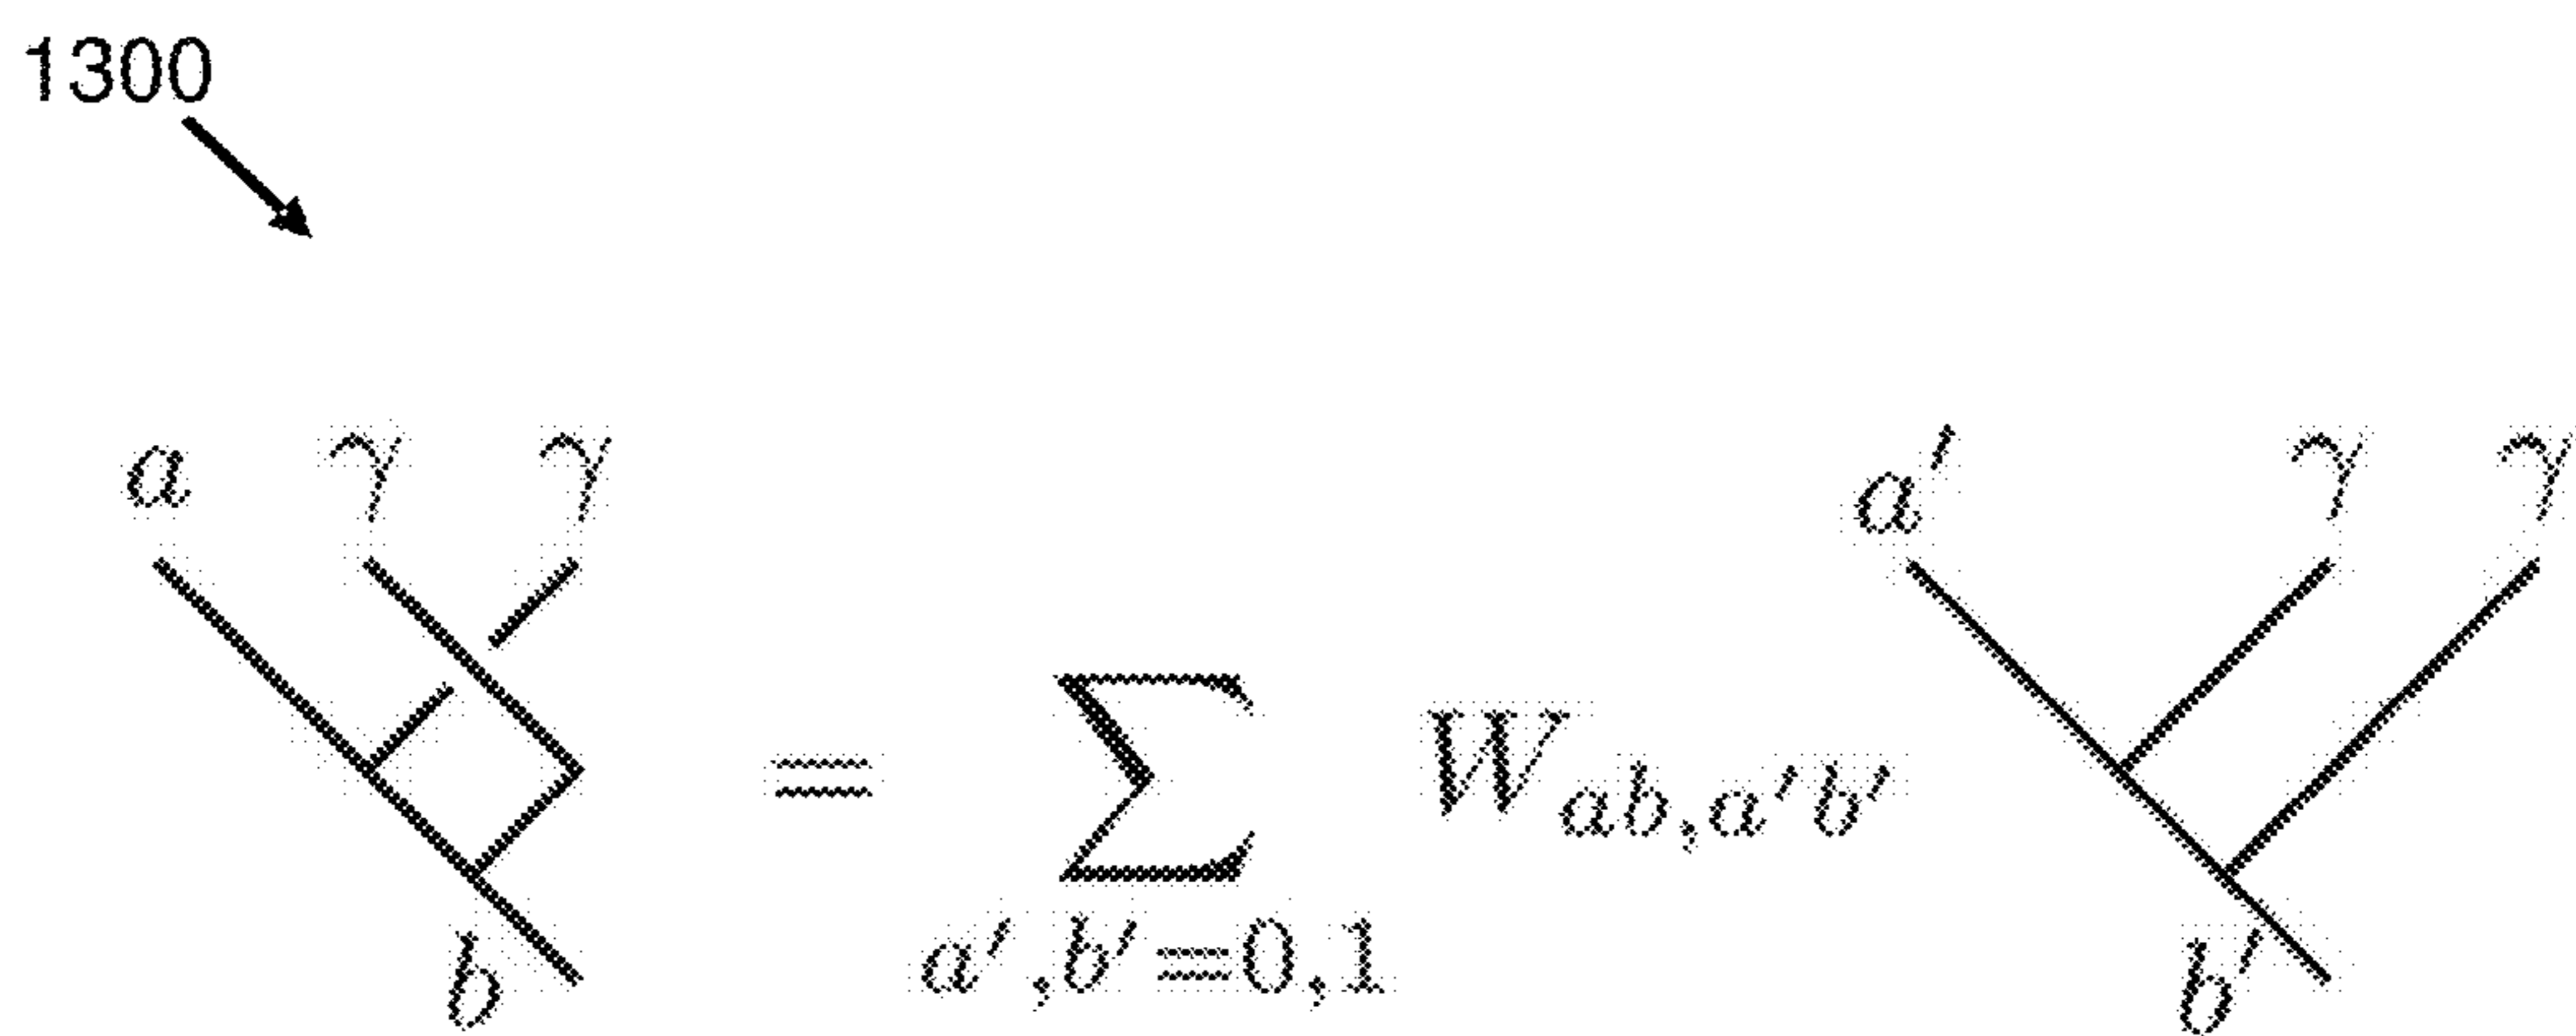 1300
a γ γ a′ γ γ
= ∑ W_{ab,a′b′}
a′,b′=0,1
b b′